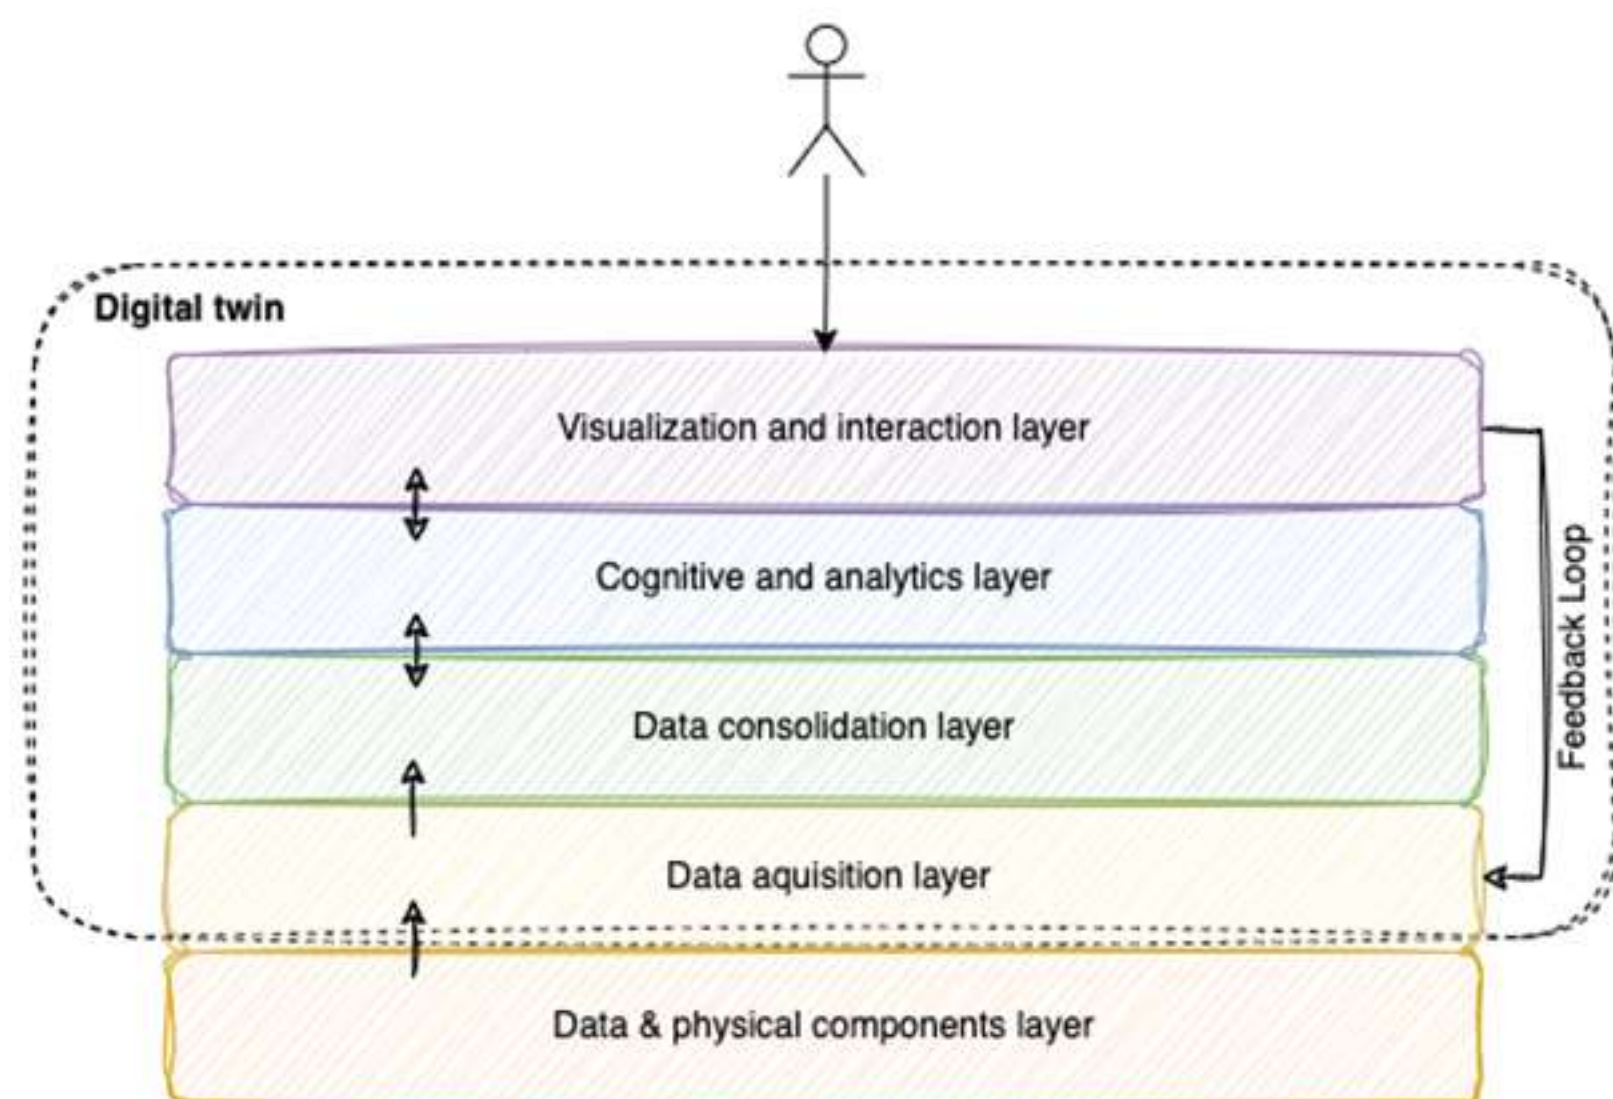 Digital twin
Visualization and interaction layer
Cognitive and analytics layer
Data consolidation layer
Data aquisition layer
Data & physical components layer
Feedback Loop